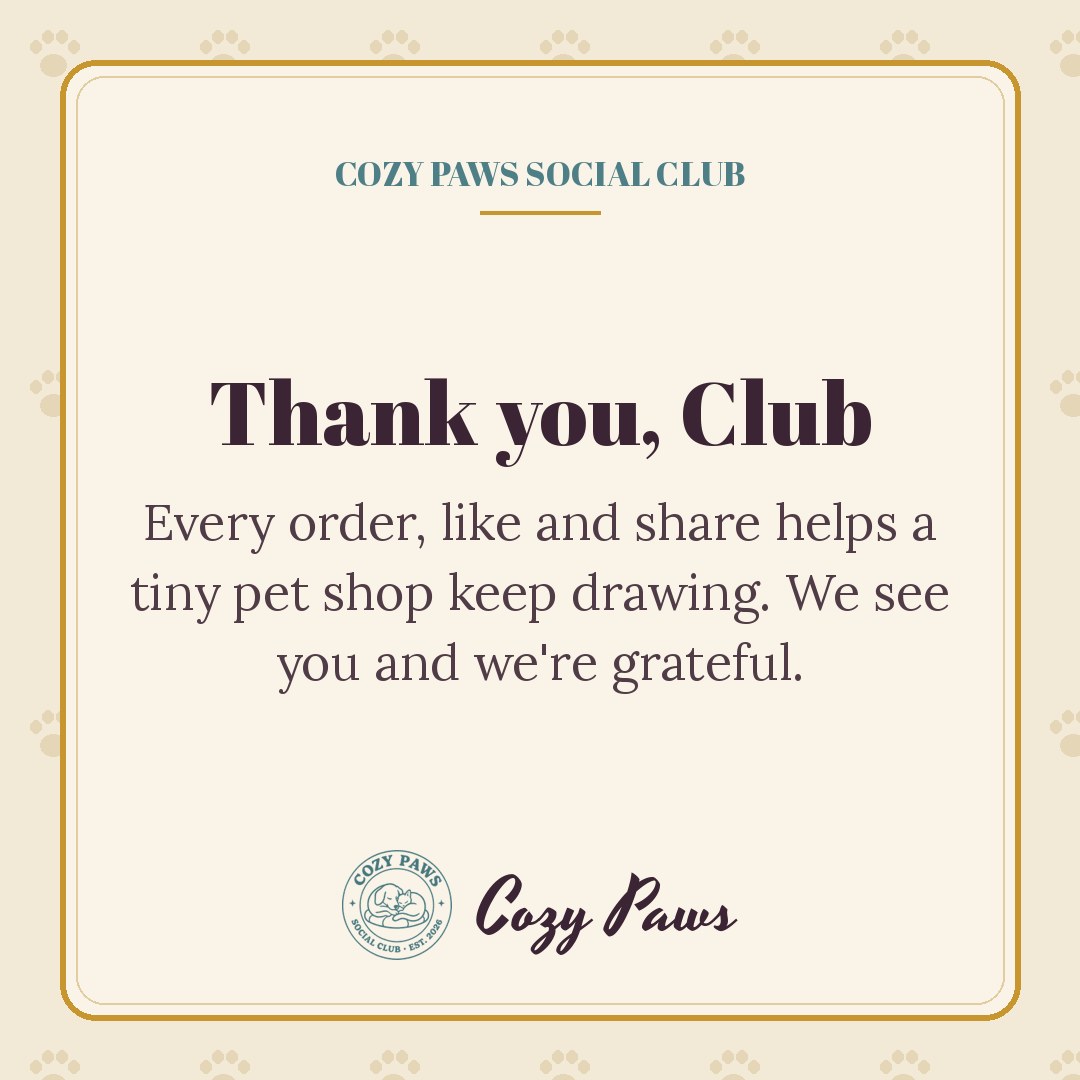 COZY PAWS SOCIAL CLUB
Thank you, Club
Every order, like and share helps a
tiny pet shop keep drawing. We see
you and we're grateful.
COZY PAWS
SOCIAL CLUB · EST. 2026
Cozy Paws